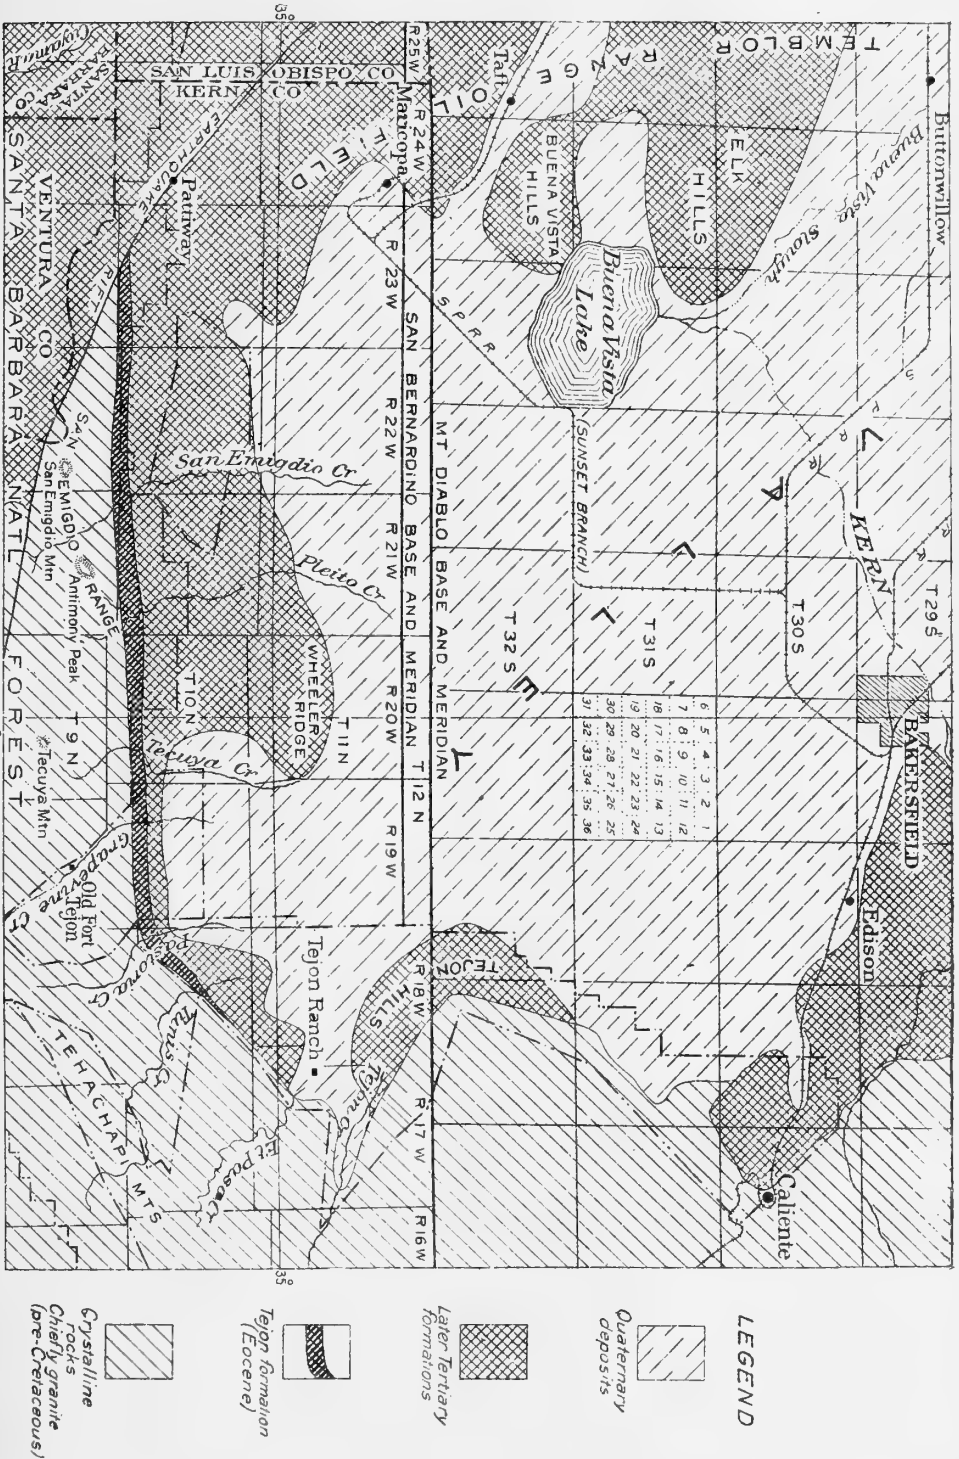 TEMBLOR
RANGE
Buttonwillow
Buena Vista Slough
ELK
HILLS
BUENA VISTA
HILLS
Buena Vista
Lake
Taft
OIL
FIELD
Maricopa
S P R R
(SUNSET BRANCH)
VALLEY
KERN
S
P
R
R
T 29 S
T 30 S
T 31 S
T 32 S
BAKERSFIELD
Edison
Caliente
6 5 4 3 2 1
7 8 9 10 11 12
18 17 16 15 14 13
19 20 21 22 23 24
30 29 28 27 26 25
31 32 33 34 35 36
MT DIABLO BASE AND MERIDIAN
SAN BERNARDINO BASE AND MERIDIAN
T 12 N
R 25 W
R 24 W
R 23 W
R 22 W
R 21 W
R 20 W
R 19 W
R 18 W
R 17 W
R 16 W
35°
35°
SAN LUIS OBISPO CO
KERN CO
Cuyamah
SANTA
BARBARA
CO
VENTURA CO
SANTA BARBARA NATL FOREST
EARTHQUAKE RIFT
Pattiway
San Emigdio Cr
Pleito Cr
WHEELER
RIDGE
T 11 N
T 10 N
T 9 N
Tecuya Cr
SAN EMIGDIO RANGE
San Emigdio Mtn
Antimony Peak
Tecuya Mtn
Grapevine Cr
Old Fort
Tejon
Pastoria Cr
Tunis Cr
El Paso Cr
TEHACHAPI MTS
Tejon Ranch
TEJON
HILLS
Tejon Cr
LEGEND
Quaternary
deposits
Later Tertiary
formations
Tejon formation
(Eocene)
Crystalline
rocks
Chiefly granite
(pre-Cretaceous)